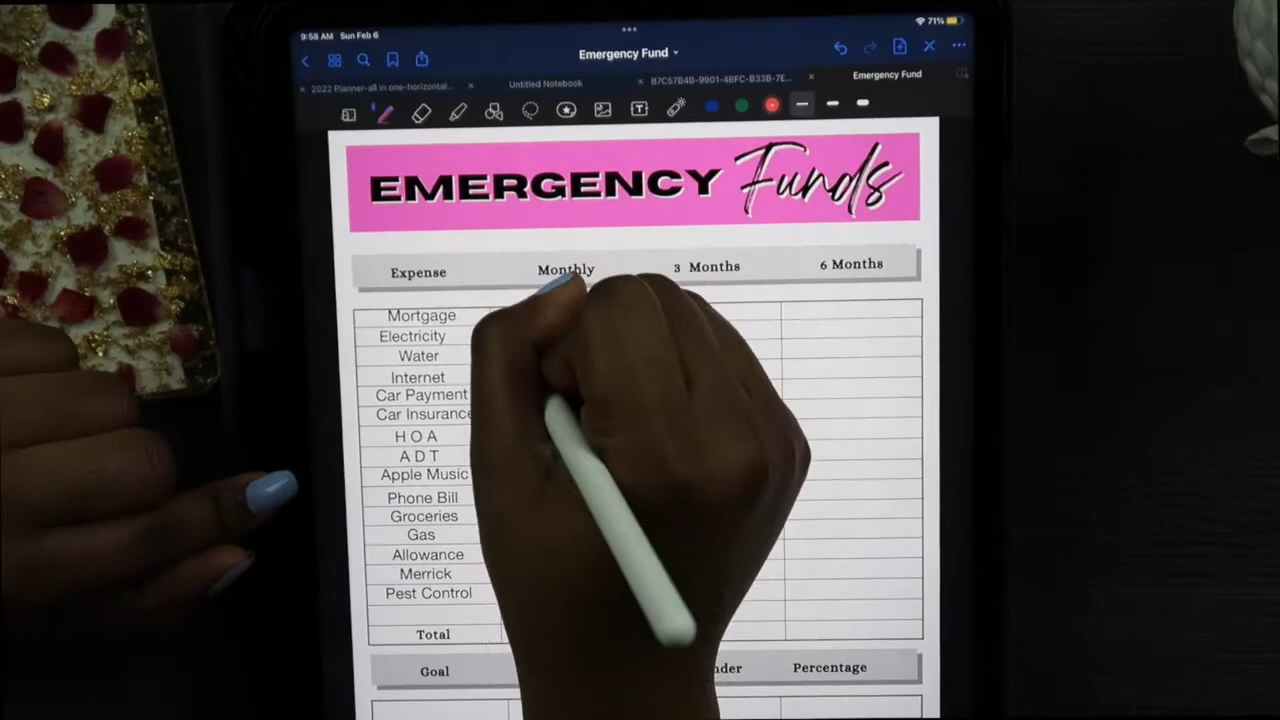 9:58 AM Sun Feb 6 71%
Emergency Fund
2022 Planner-all in one-horizontal... Untitled Notebook B7C57B4B-9901-4BFC-B33B-7E... Emergency Fund
EMERGENCY Funds
Expense Monthly 3 Months 6 Months
Mortgage
Electricity
Water
Internet
Car Payment
Car Insurance
H O A
A D T
Apple Music
Phone Bill
Groceries
Gas
Allowance
Merrick
Pest Control
Total
Goal Percentage